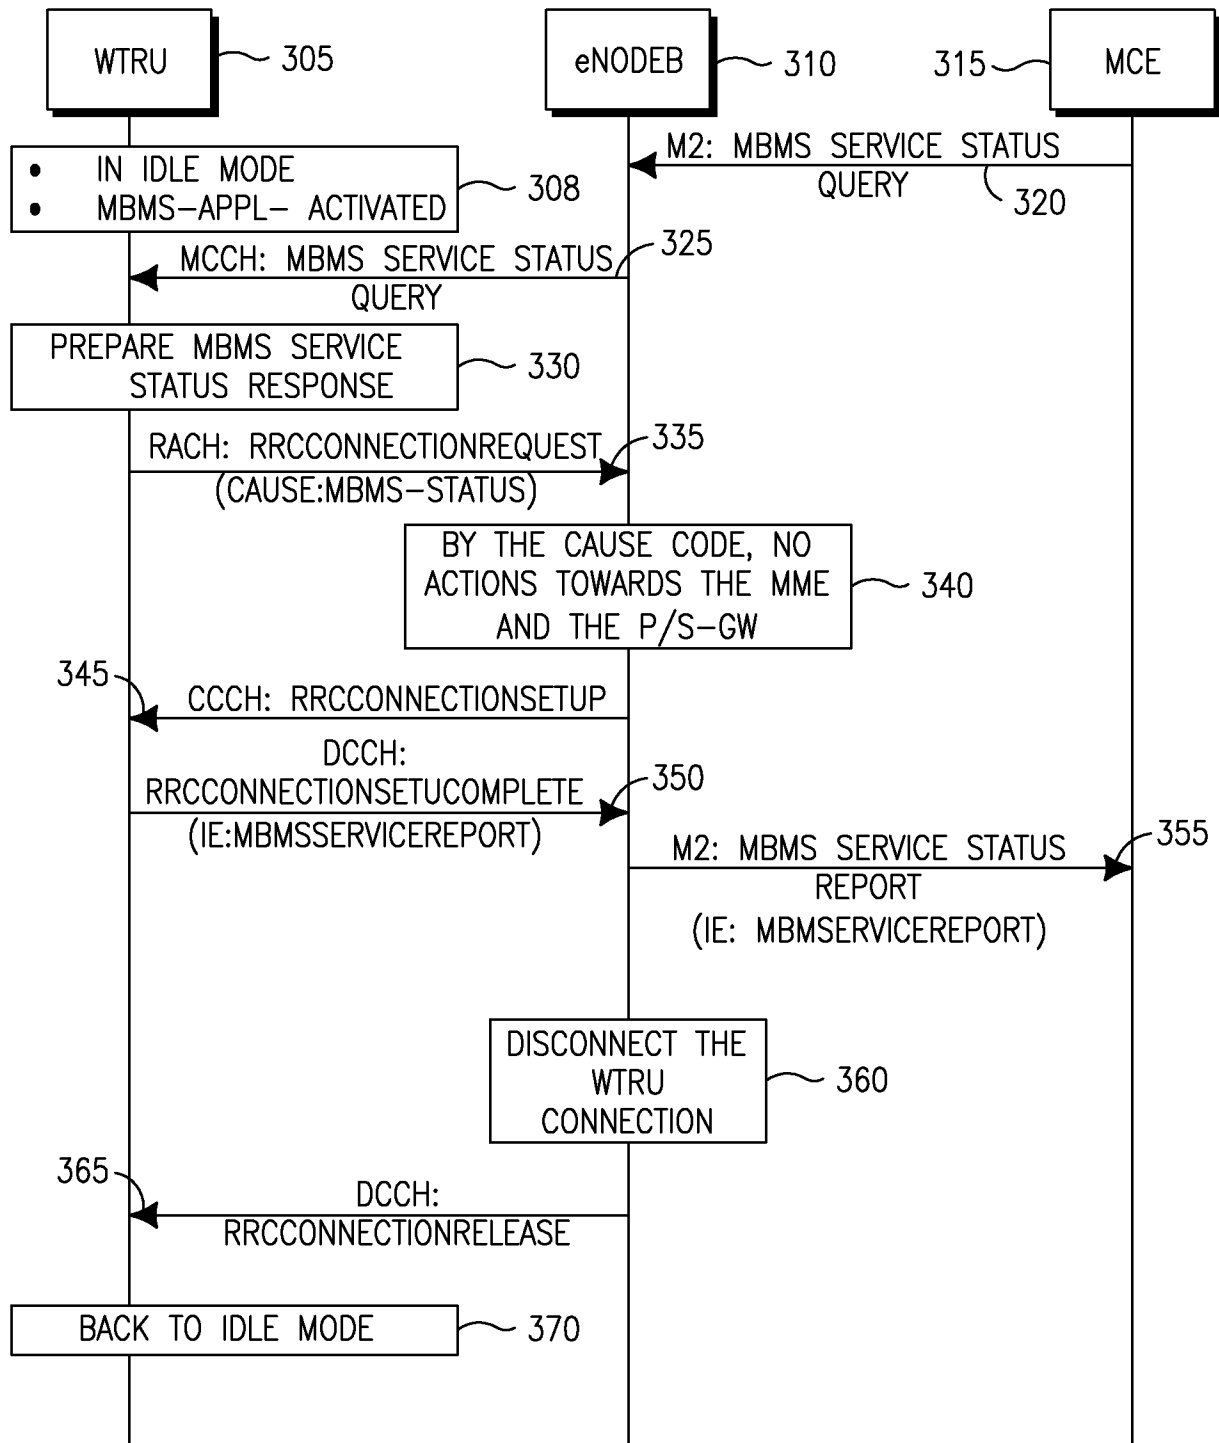 WTRU
305
eNODEB
310
315
MCE
M2: MBMS SERVICE STATUS
QUERY
320
• IN IDLE MODE
• MBMS-APPL- ACTIVATED
308
325
MCCH: MBMS SERVICE STATUS
QUERY
PREPARE MBMS SERVICE
STATUS RESPONSE
330
RACH: RRCCONNECTIONREQUEST
335
(CAUSE:MBMS-STATUS)
BY THE CAUSE CODE, NO
ACTIONS TOWARDS THE MME
AND THE P/S-GW
340
345
CCCH: RRCCONNECTIONSETUP
DCCH:
RRCCONNECTIONSETUCOMPLETE
350
(IE:MBMSSERVICEREPORT)
M2: MBMS SERVICE STATUS
355
REPORT
(IE: MBMSERVICEREPORT)
DISCONNECT THE
WTRU
CONNECTION
360
365
DCCH:
RRCCONNECTIONRELEASE
BACK TO IDLE MODE
370